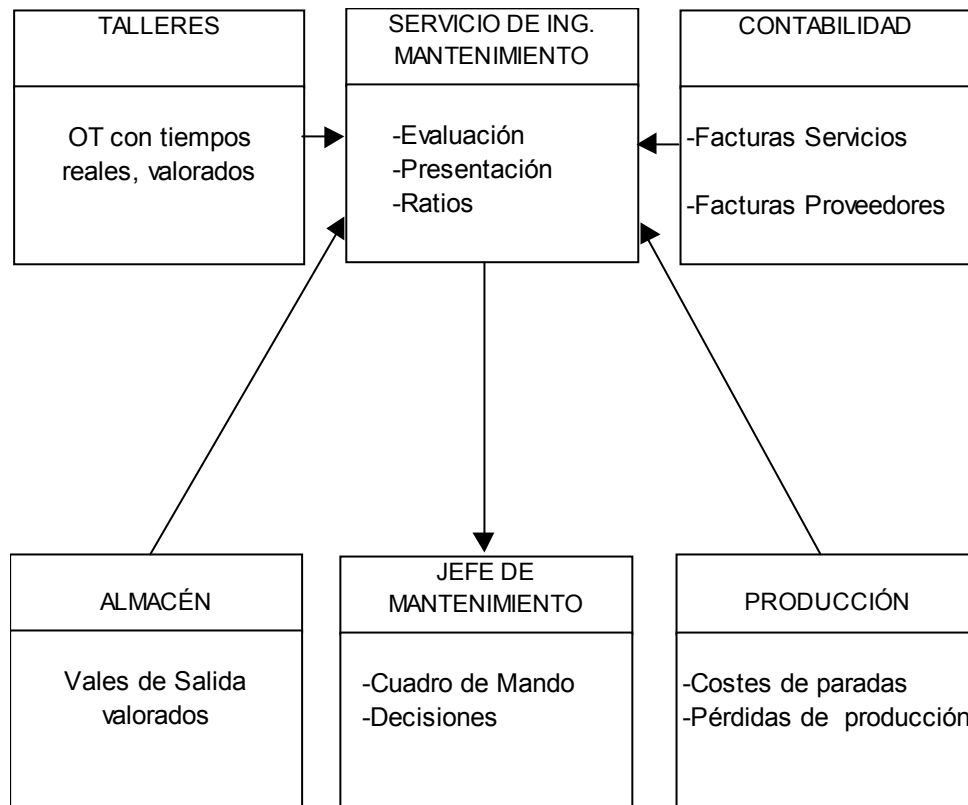 TALLERES
OT con tiempos
reales, valorados
SERVICIO DE ING.
MANTENIMIENTO
-Evaluación
-Presentación
-Ratios
CONTABILIDAD
-Facturas Servicios
-Facturas Proveedores
ALMACÉN
Vales de Salida
valorados
JEFE DE
MANTENIMIENTO
-Cuadro de Mando
-Decisiones
PRODUCCIÓN
-Costes de paradas
-Pérdidas de producción